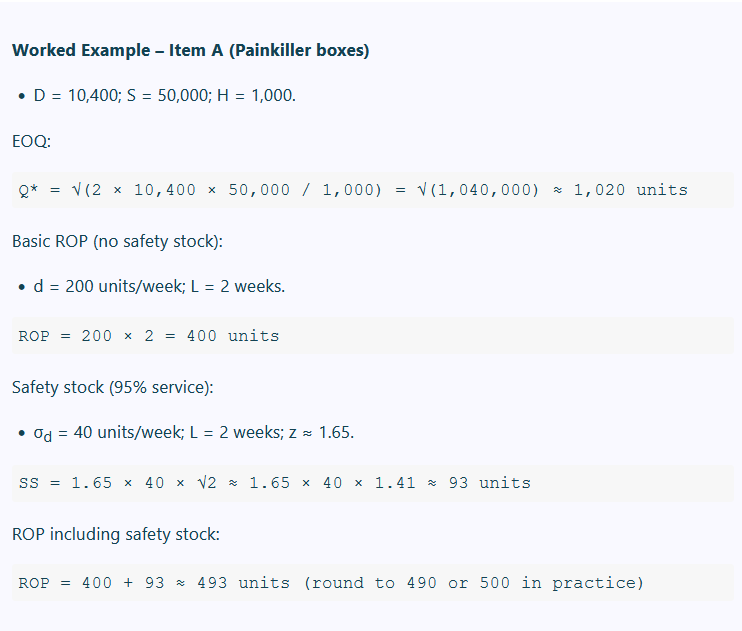 Worked Example – Item A (Painkiller boxes)
• D = 10,400; S = 50,000; H = 1,000.
EOQ:
Q* = √(2 × 10,400 × 50,000 / 1,000) = √(1,040,000) ≈ 1,020 units
Basic ROP (no safety stock):
• d = 200 units/week; L = 2 weeks.
ROP = 200 × 2 = 400 units
Safety stock (95% service):
• σd = 40 units/week; L = 2 weeks; z ≈ 1.65.
SS = 1.65 × 40 × √2 ≈ 1.65 × 40 × 1.41 ≈ 93 units
ROP including safety stock:
ROP = 400 + 93 ≈ 493 units (round to 490 or 500 in practice)